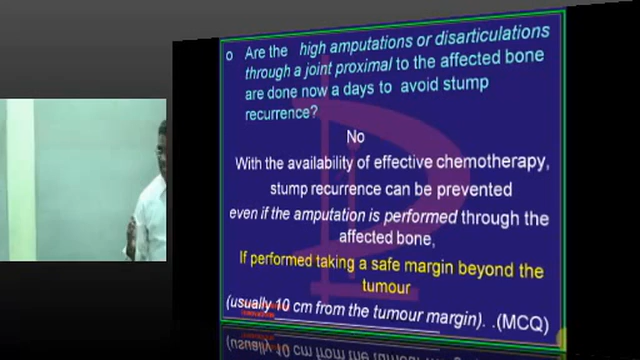 o Are the high amputations or disarticulations
through a joint proximal to the affected bone
are done now a days to avoid stump
recurrence?
No
With the availability of effective chemotherapy,
stump recurrence can be prevented
even if the amputation is performed through the
affected bone,
If performed taking a safe margin beyond the
tumour
(usually 10 cm from the tumour margin). .(MCQ)